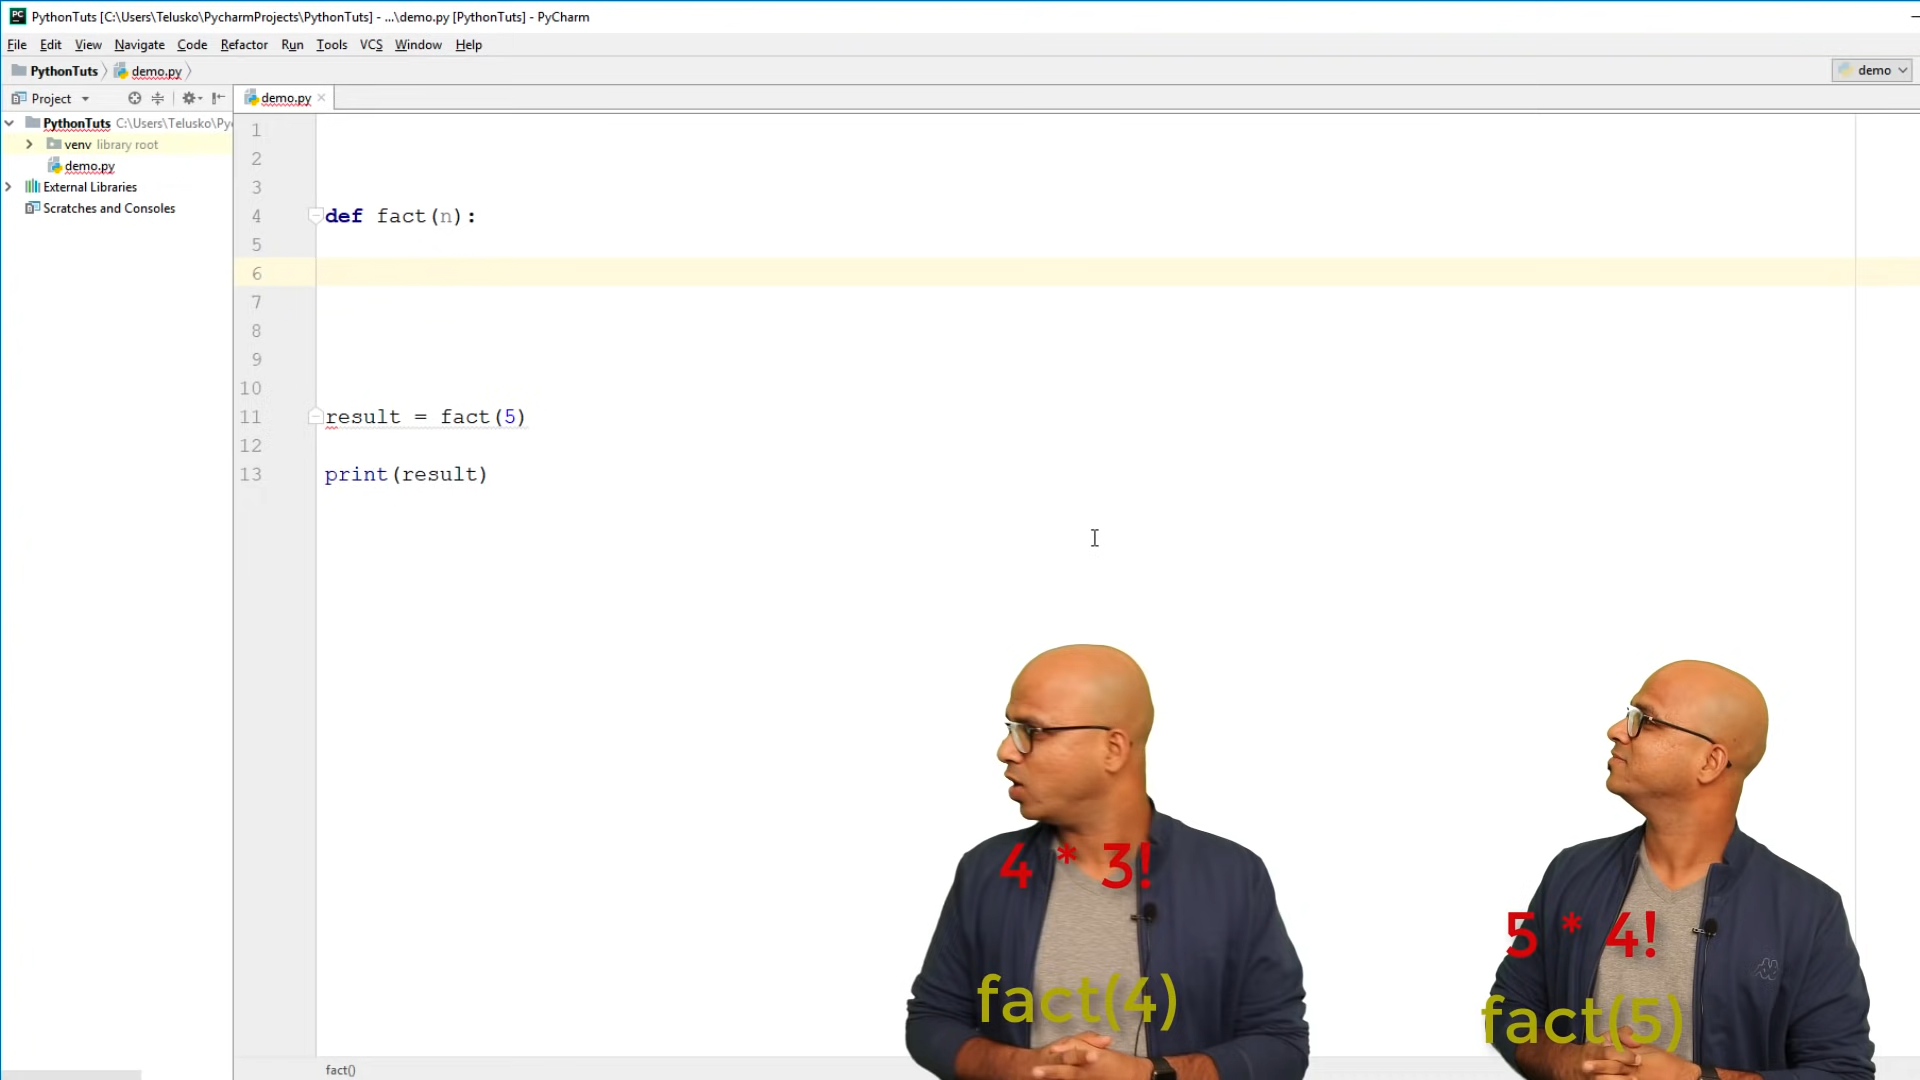 PC PythonTuts [C:\Users\Telusko\PycharmProjects\PythonTuts] - ...\demo.py [PythonTuts] - PyCharm
File Edit View Navigate Code Refactor Run Tools VCS Window Help
PythonTuts demo.py demo
Project demo.py
PythonTuts C:\Users\Telusko\Py
venv library root
demo.py
External Libraries
Scratches and Consoles
1
2
3
4 def fact(n):
5
6
7
8
9
10
11 result = fact(5)
12
13 print(result)
4 * 3!
5 * 4!
fact(4)
fact(5)
fact()